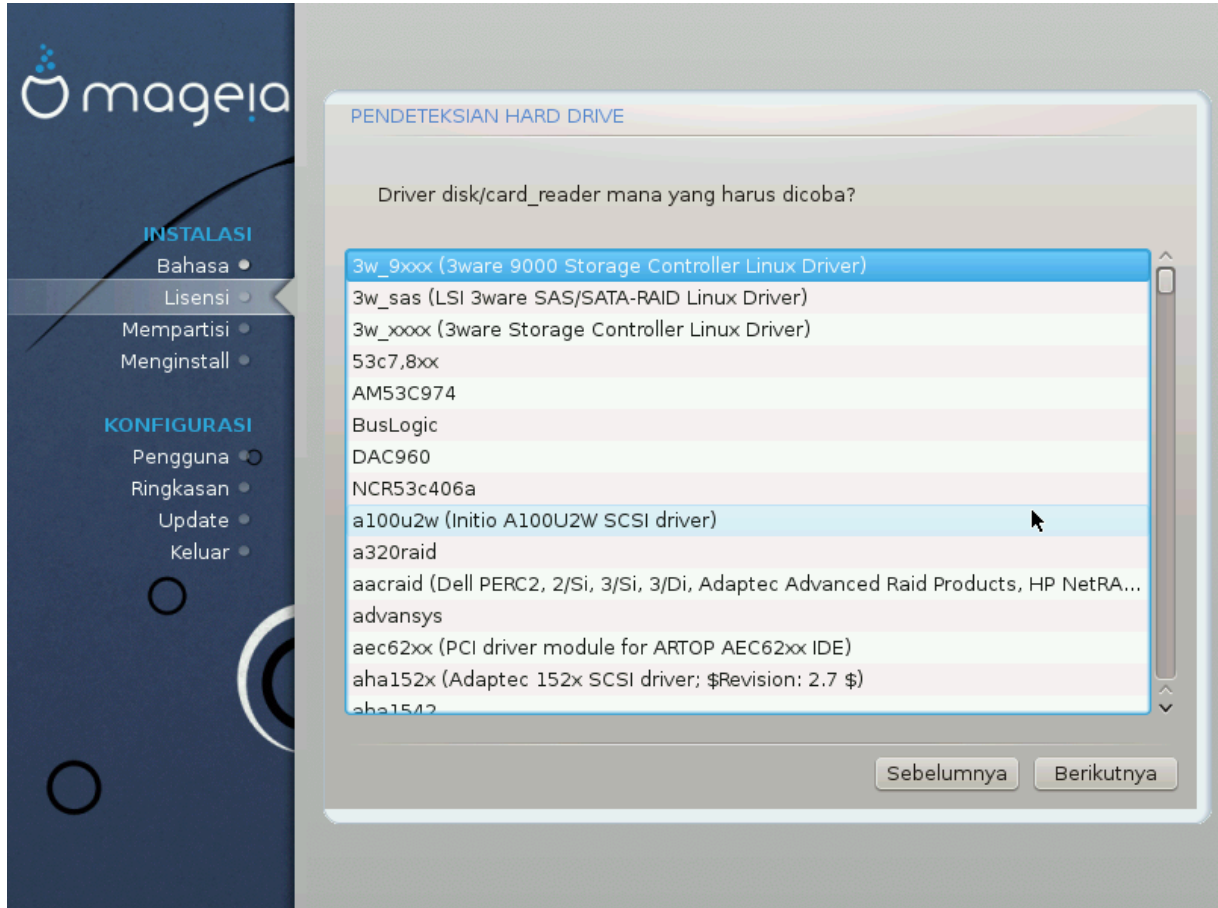 mageia
INSTALASI
Bahasa
Lisensi
Mempartisi
Menginstall
KONFIGURASI
Pengguna
Ringkasan
Update
Keluar
PENDETEKSIAN HARD DRIVE
Driver disk/card_reader mana yang harus dicoba?
3w_9xxx (3ware 9000 Storage Controller Linux Driver)
3w_sas (LSI 3ware SAS/SATA-RAID Linux Driver)
3w_xxxx (3ware Storage Controller Linux Driver)
53c7,8xx
AM53C974
BusLogic
DAC960
NCR53c406a
a100u2w (Initio A100U2W SCSI driver)
a320raid
aacraid (Dell PERC2, 2/Si, 3/Si, 3/Di, Adaptec Advanced Raid Products, HP NetRA...
advansys
aec62xx (PCI driver module for ARTOP AEC62xx IDE)
aha152x (Adaptec 152x SCSI driver; $Revision: 2.7 $)
aha1542
Sebelumnya
Berikutnya